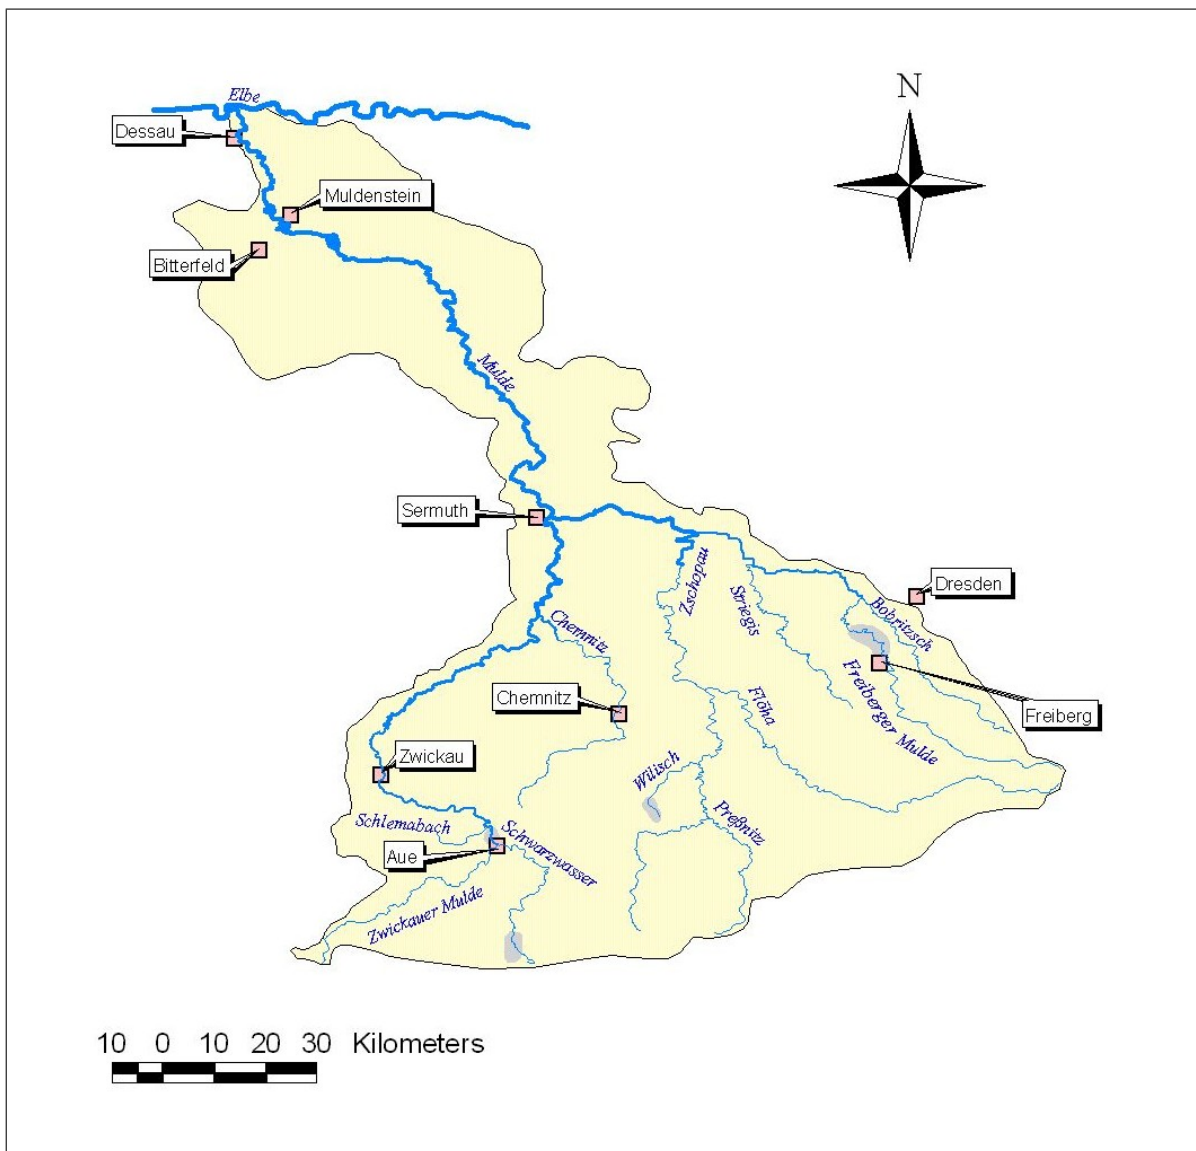 N
Elbe
Dessau
Muldenstein
Bitterfeld
Mulde
Sermuth
Zschopau
Striegis
Dresden
Bobritzsch
Chemnitz
Freiberger Mulde
Flöha
Chemnitz
Freiberg
Zwickau
Wilisch
Preßnitz
Schlemabach
Schwarzwasser
Aue
Zwickauer Mulde
10 0 10 20 30 Kilometers